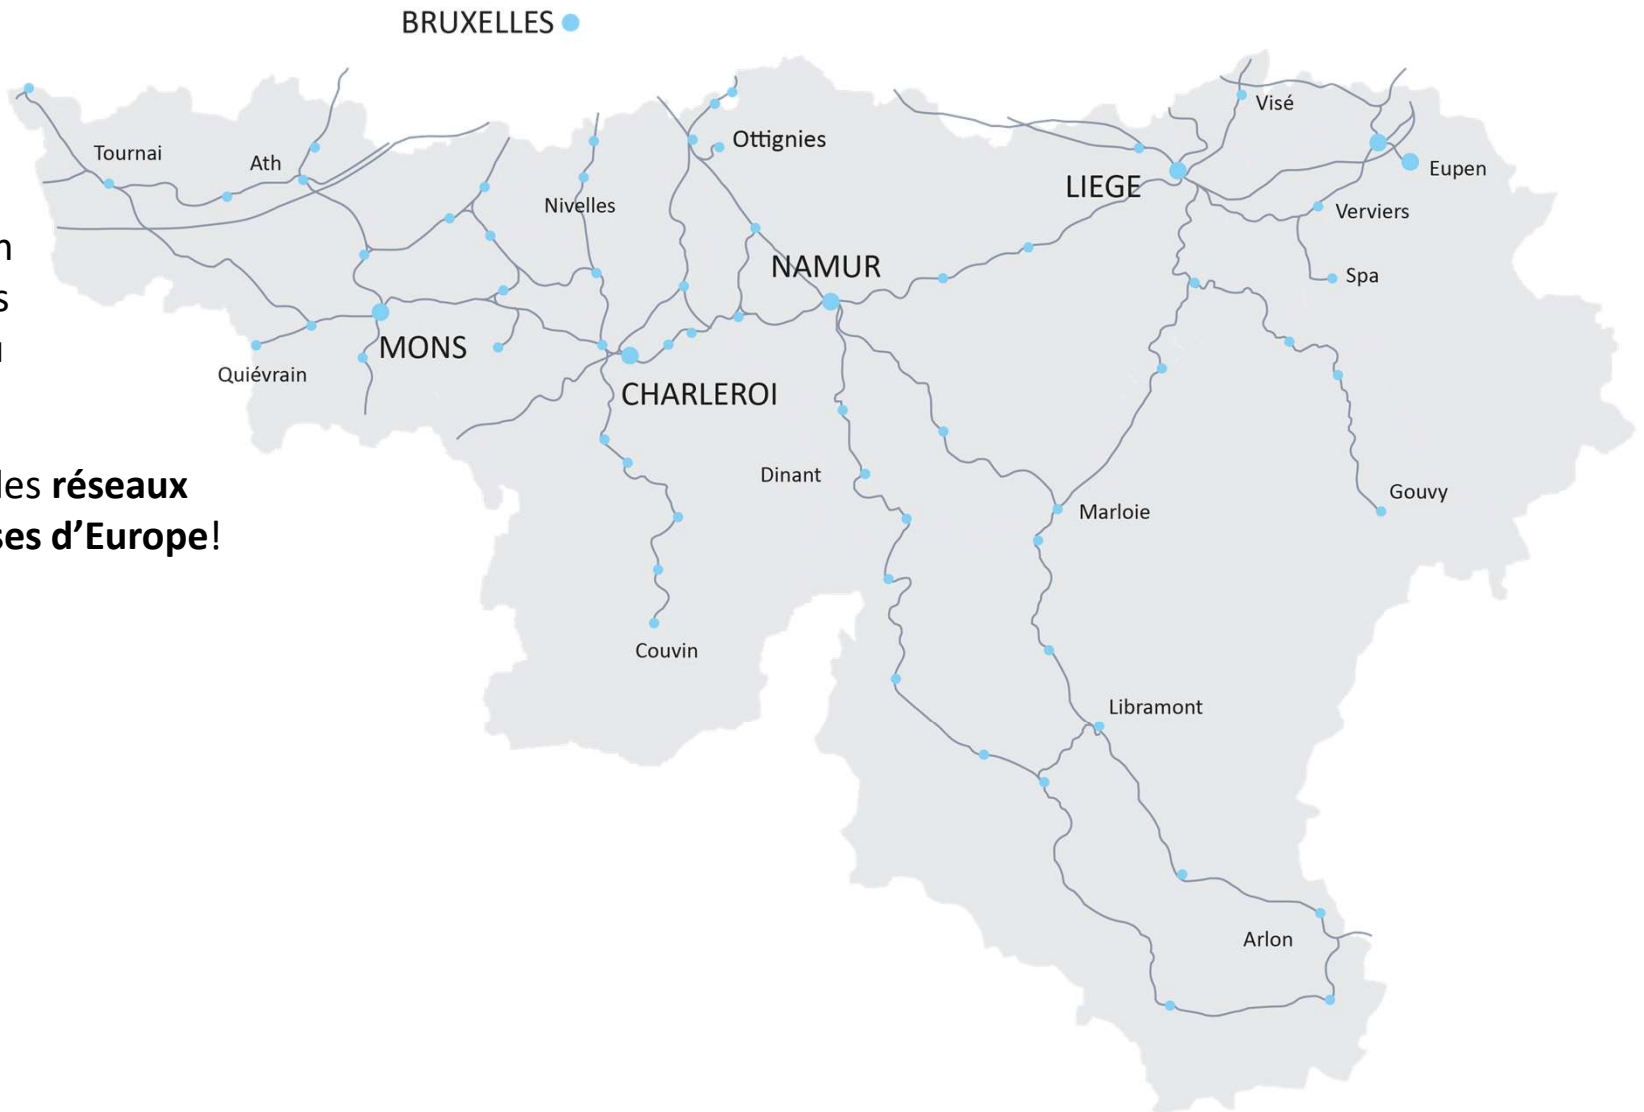 BRUXELLES
Visé
Ottignies
Tournai
Ath
Eupen
LIEGE
Nivelles
Verviers
NAMUR
Spa
MONS
Quiévrain
CHARLEROI
Dinant
les réseaux
Gouvy
Marloie
d’Europe!
Couvin
Libramont
Arlon